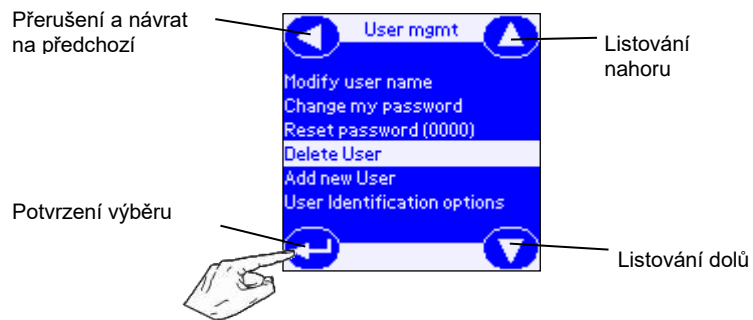 Přerušení a návrat
na předchozí
User mgmt
Listování
nahoru
Modify user name
Change my password
Reset password (0000)
Delete User
Add new User
User Identification options
Potvrzení výběru
Listování dolů